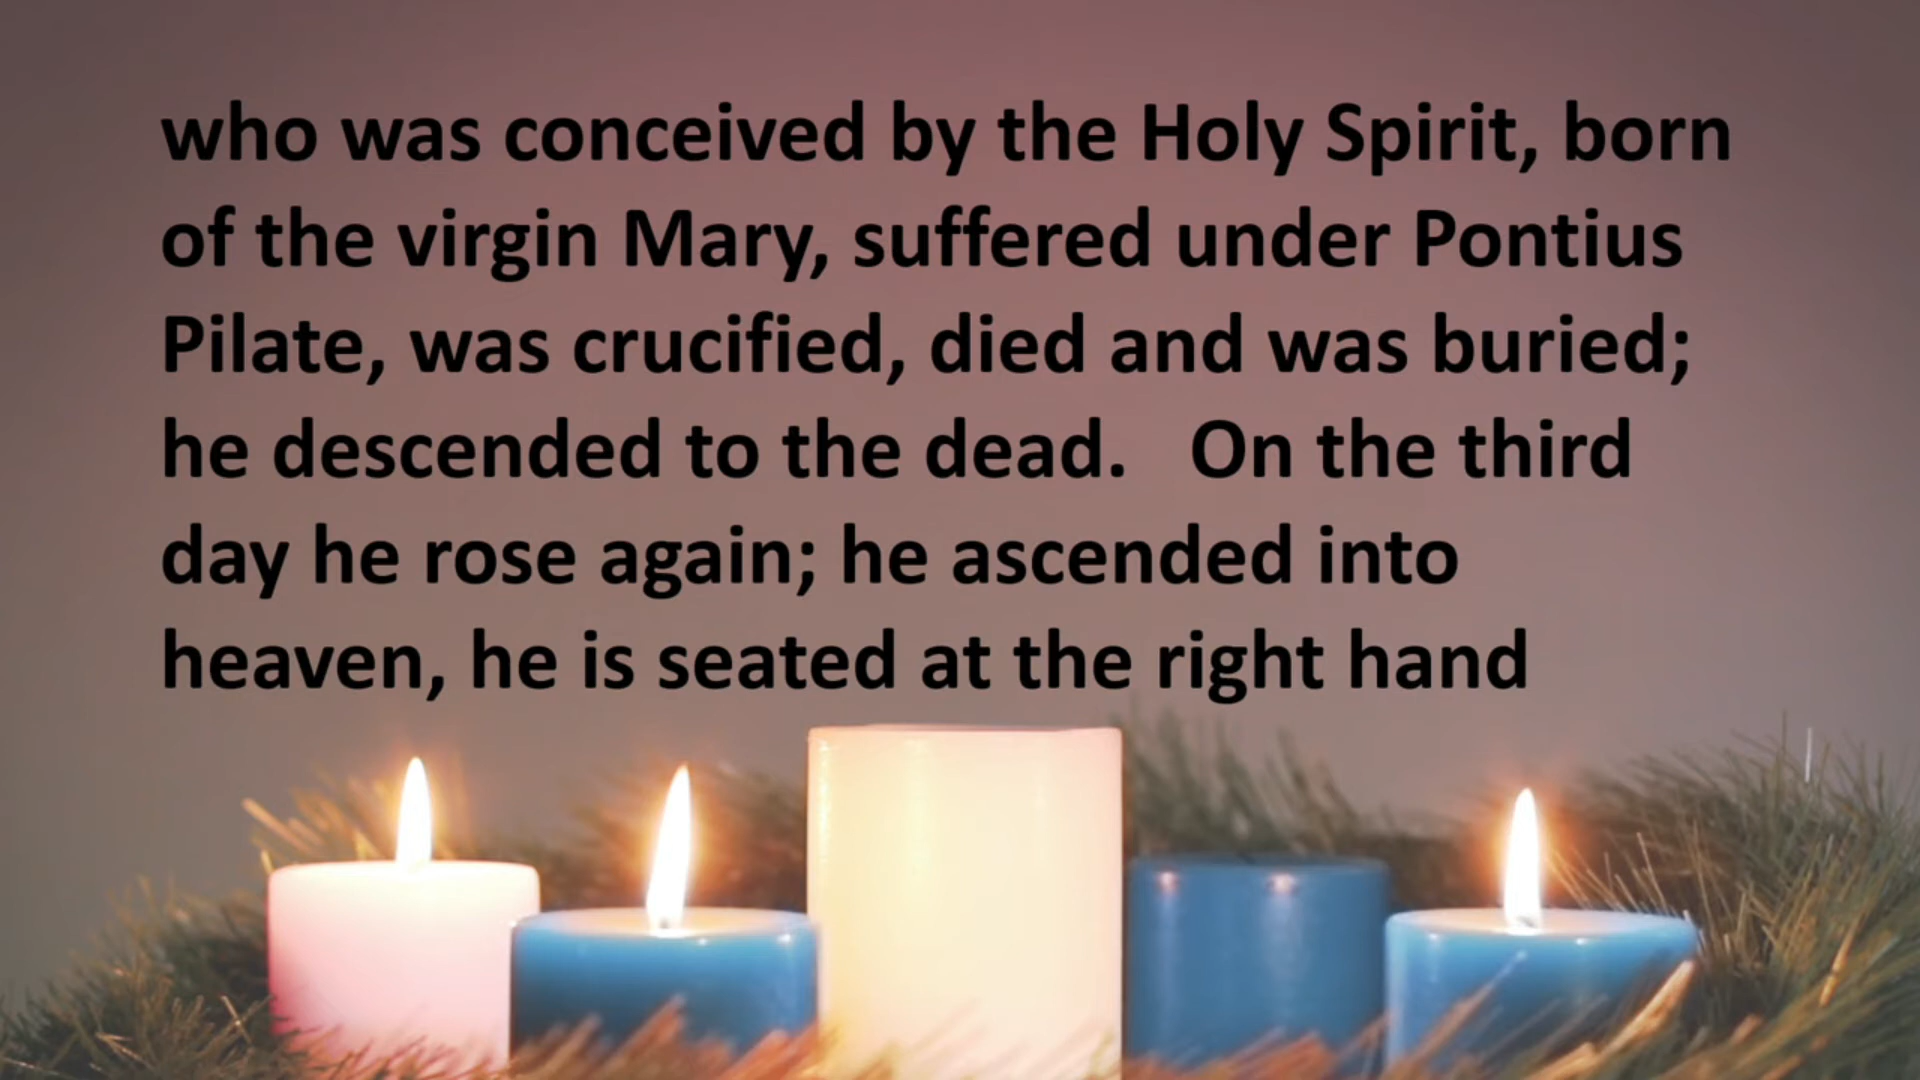 who was conceived by the Holy Spirit, born
of the virgin Mary, suffered under Pontius
Pilate, was crucified, died and was buried;
he descended to the dead.   On the third
day he rose again; he ascended into
heaven, he is seated at the right hand